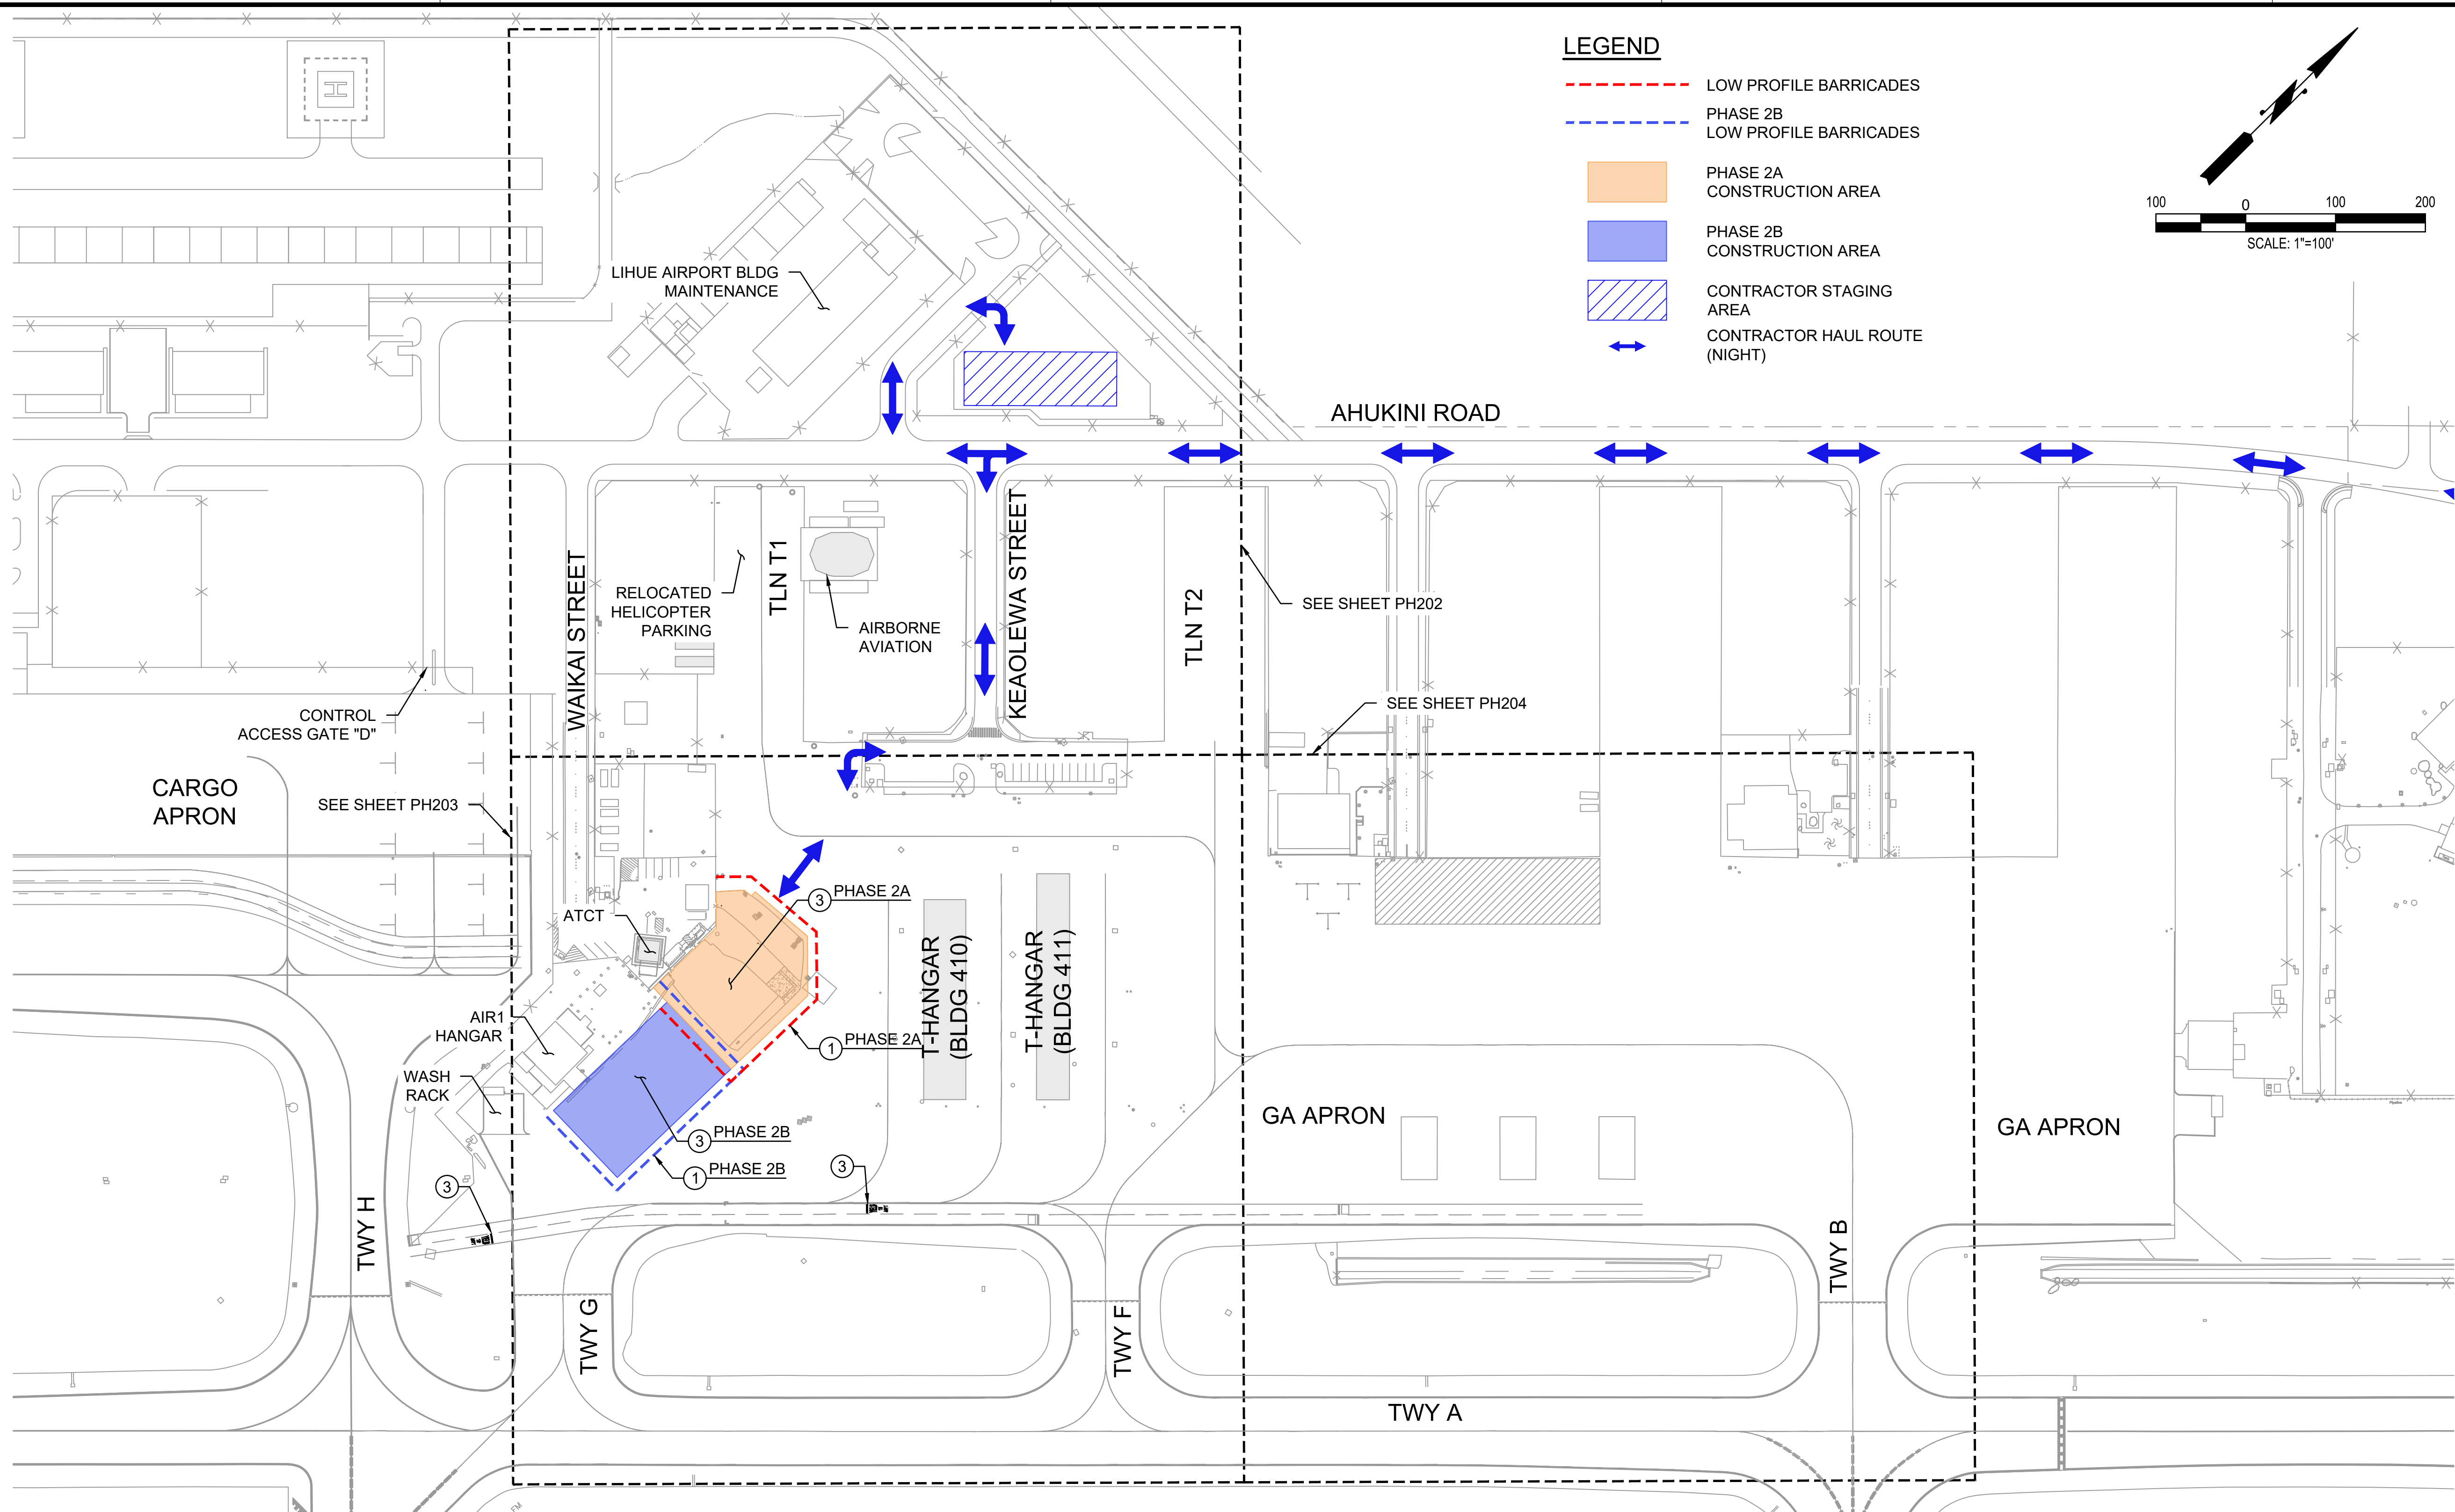 LEGEND
LOW PROFILE BARRICADES
PHASE 2B
LOW PROFILE BARRICADES
PHASE 2A
CONSTRUCTION AREA
PHASE 2B
CONSTRUCTION AREA
CONTRACTOR STAGING
AREA
CONTRACTOR HAUL ROUTE
(NIGHT)
100 0 100 200
SCALE: 1"=100'
H
LIHUE AIRPORT BLDG
MAINTENANCE
AHUKINI ROAD
WAIKAI STREET
RELOCATED
HELICOPTER
PARKING
TLN T1
AIRBORNE
AVIATION
KEAOLEWA STREET
TLN T2
SEE SHEET PH202
SEE SHEET PH204
CONTROL
ACCESS GATE "D"
CARGO
APRON
SEE SHEET PH203
ATCT
3 PHASE 2A
AIR1
HANGAR
1 PHASE 2A
T-HANGAR
(BLDG 410)
T-HANGAR
(BLDG 411)
WASH
RACK
GA APRON
GA APRON
3 PHASE 2B
1 PHASE 2B
3
3
TWY H
TWY G
TWY F
TWY B
TWY A